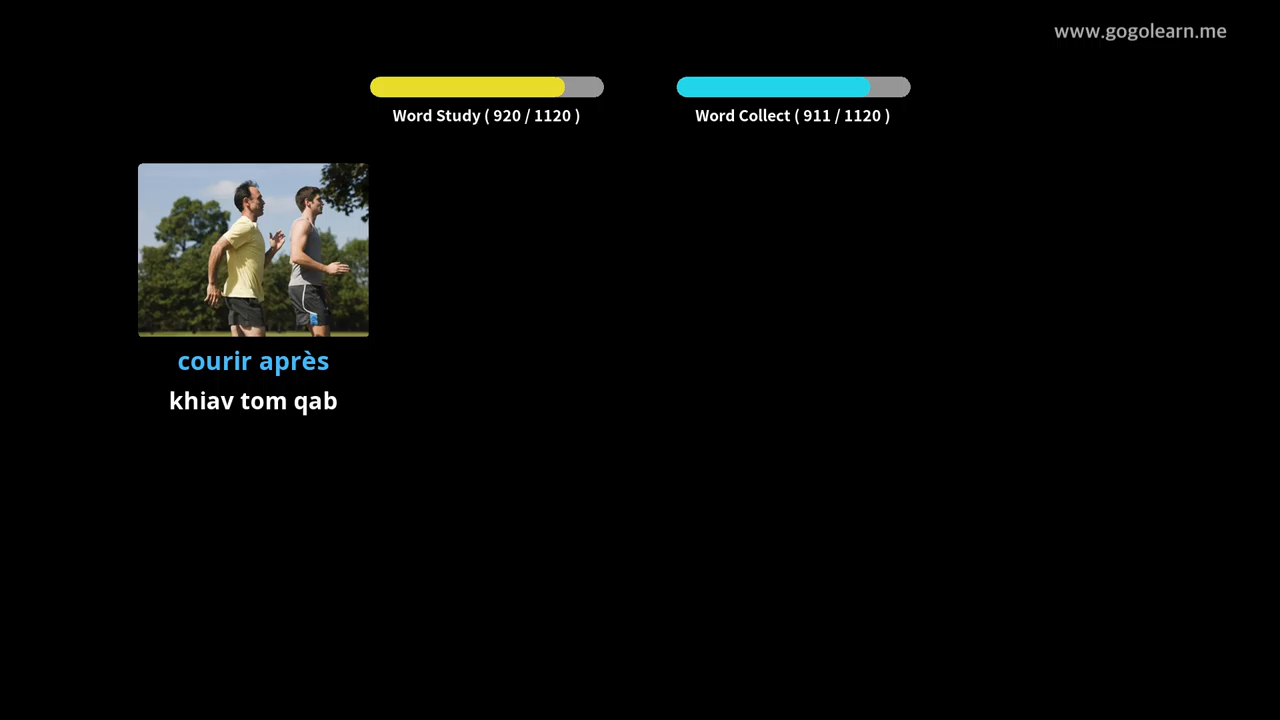 www.gogolearn.me
Word Study ( 920 / 1120 )
Word Collect ( 911 / 1120 )
courir après
khiav tom qab